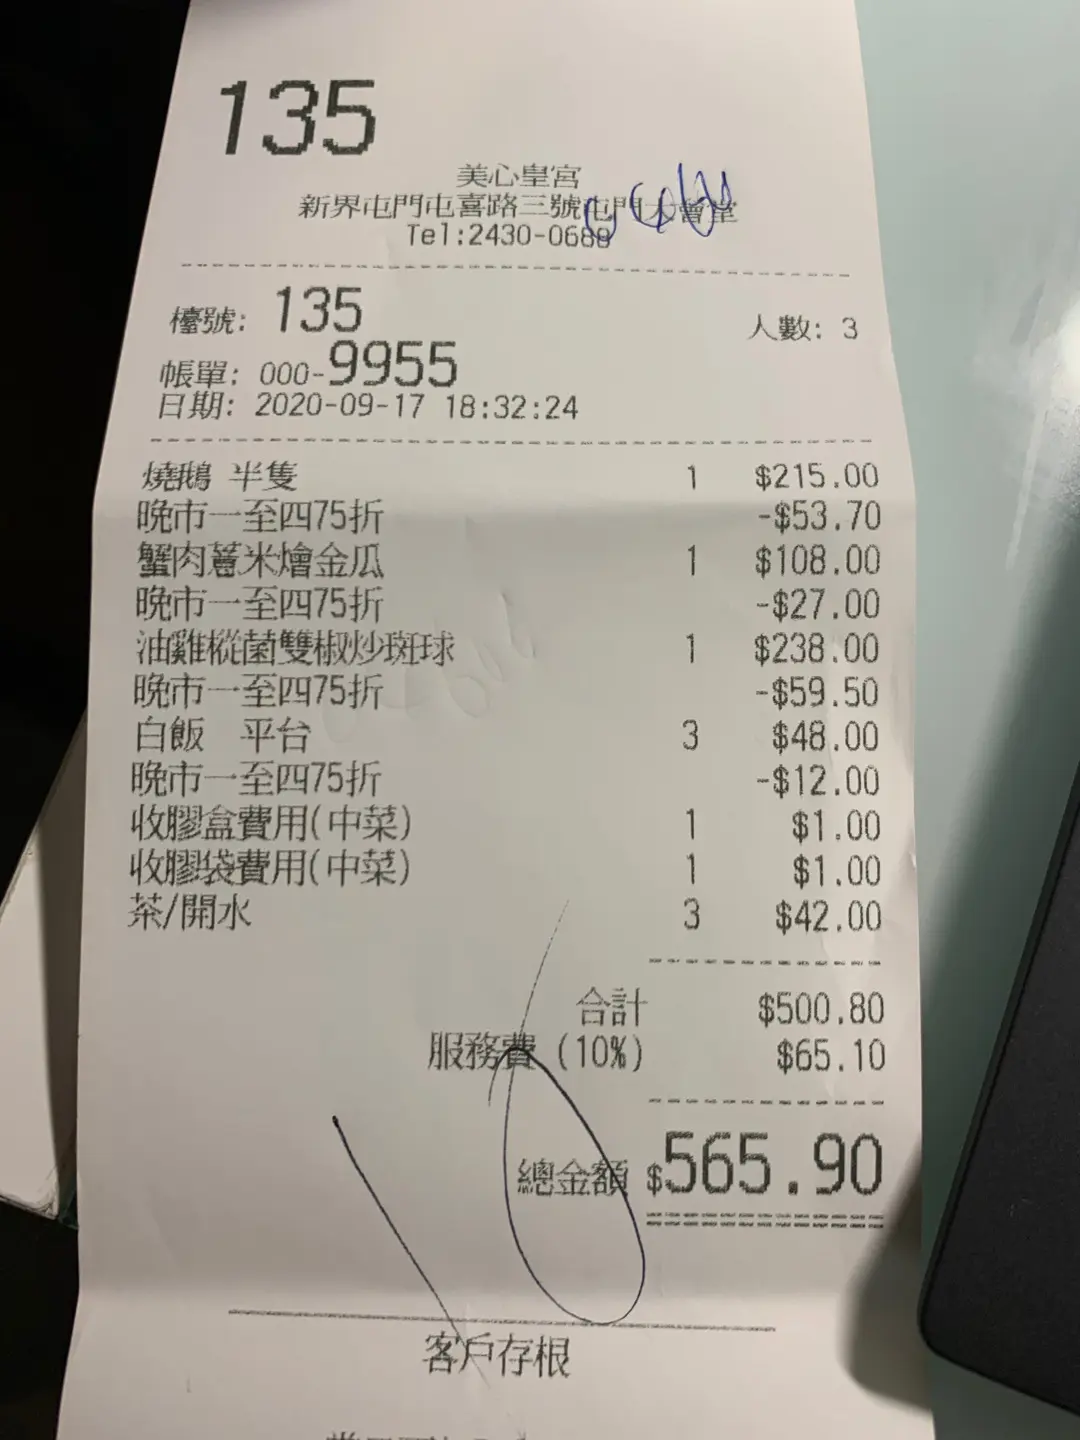 135
美心皇宮
新界屯門屯喜路三號屯門大會堂
Tel:2430-0688
檯號: 135
人數: 3
帳單: 000-9955
日期: 2020-09-17 18:32:24
燒鵝 半隻 1 $215.00
晚市一至四75折 -$53.70
蟹肉薏米燴金瓜 1 $108.00
晚市一至四75折 -$27.00
油雞樅菌雙椒炒斑球 1 $238.00
晚市一至四75折 -$59.50
白飯 平台 3 $48.00
晚市一至四75折 -$12.00
收膠盒費用(中菜) 1 $1.00
收膠袋費用(中菜) 1 $1.00
茶/開水 3 $42.00
合計 $500.80
服務費 (10%) $65.10
總金額 $565.90
客戶存根